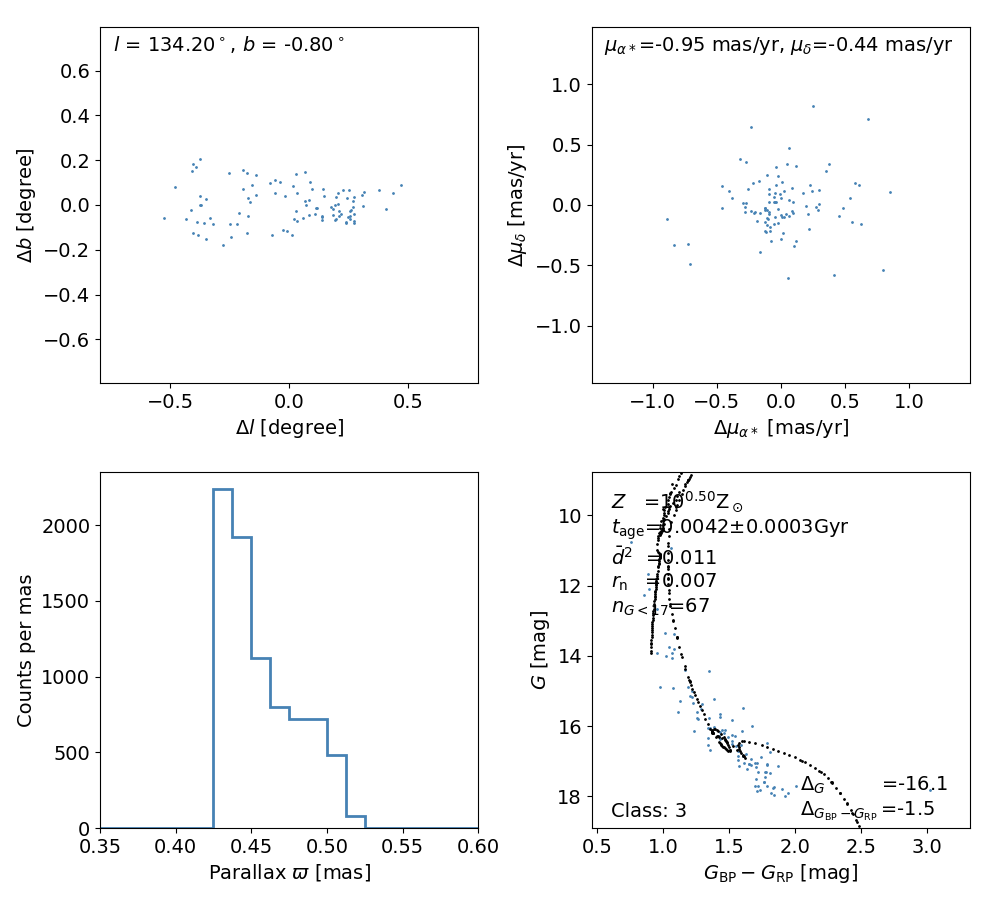 l = 134.20°, b = -0.80°
0.6
0.4
0.2
0.0
−0.2
−0.4
−0.6
Δb [degree]
−0.5 0.0 0.5
Δl [degree]
μα*=-0.95 mas/yr, μδ=-0.44 mas/yr
1.0
0.5
0.0
−0.5
−1.0
Δμδ [mas/yr]
−1.0 −0.5 0.0 0.5 1.0
Δμα* [mas/yr]
2000
1500
1000
500
0
Counts per mas
0.35 0.40 0.45 0.50 0.55 0.60
Parallax ϖ [mas]
Z =10^0.50 Z⊙
t_age=0.0042±0.0003Gyr
d̄² =0.011
r_n =0.007
n_G<17=67
10
12
14
16
18
G [mag]
Δ_G =-16.1
Δ_G_BP−G_RP =-1.5
Class: 3
0.5 1.0 1.5 2.0 2.5 3.0
G_BP − G_RP [mag]